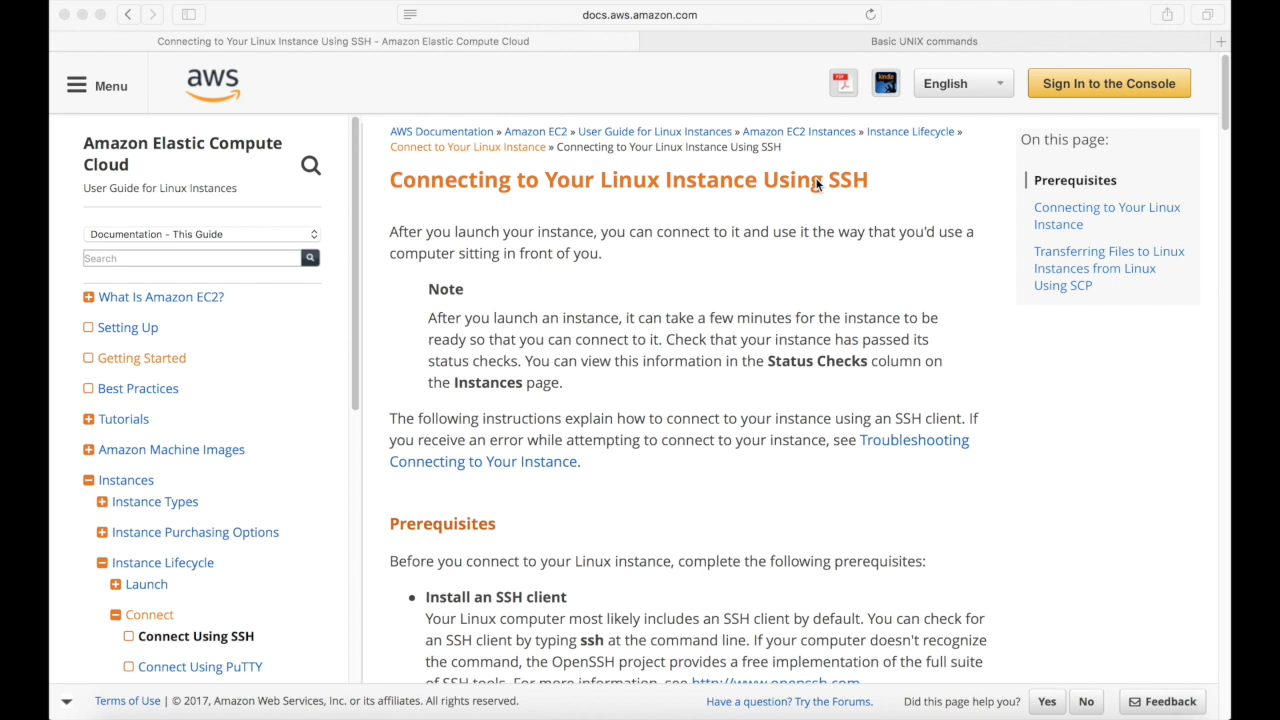 docs.aws.amazon.com
Connecting to Your Linux Instance Using SSH - Amazon Elastic Compute Cloud
Basic UNIX commands
Menu
aws
PDF
kindle
English
Sign In to the Console
Amazon Elastic Compute
Cloud
User Guide for Linux Instances
Documentation - This Guide
Search
What Is Amazon EC2?
Setting Up
Getting Started
Best Practices
Tutorials
Amazon Machine Images
Instances
Instance Types
Instance Purchasing Options
Instance Lifecycle
Launch
Connect
Connect Using SSH
Connect Using PuTTY
AWS Documentation » Amazon EC2 » User Guide for Linux Instances » Amazon EC2 Instances » Instance Lifecycle »
Connect to Your Linux Instance » Connecting to Your Linux Instance Using SSH
Connecting to Your Linux Instance Using SSH
After you launch your instance, you can connect to it and use it the way that you'd use a
computer sitting in front of you.
Note
After you launch an instance, it can take a few minutes for the instance to be
ready so that you can connect to it. Check that your instance has passed its
status checks. You can view this information in the Status Checks column on
the Instances page.
The following instructions explain how to connect to your instance using an SSH client. If
you receive an error while attempting to connect to your instance, see Troubleshooting
Connecting to Your Instance.
Prerequisites
Before you connect to your Linux instance, complete the following prerequisites:
• Install an SSH client
Your Linux computer most likely includes an SSH client by default. You can check for
an SSH client by typing ssh at the command line. If your computer doesn't recognize
the command, the OpenSSH project provides a free implementation of the full suite
of SSH tools. For more information, see http://www.openssh.com
On this page:
Prerequisites
Connecting to Your Linux
Instance
Transferring Files to Linux
Instances from Linux
Using SCP
Terms of Use | © 2017, Amazon Web Services, Inc. or its affiliates. All rights reserved.
Have a question? Try the Forums.
Did this page help you?
Yes
No
Feedback